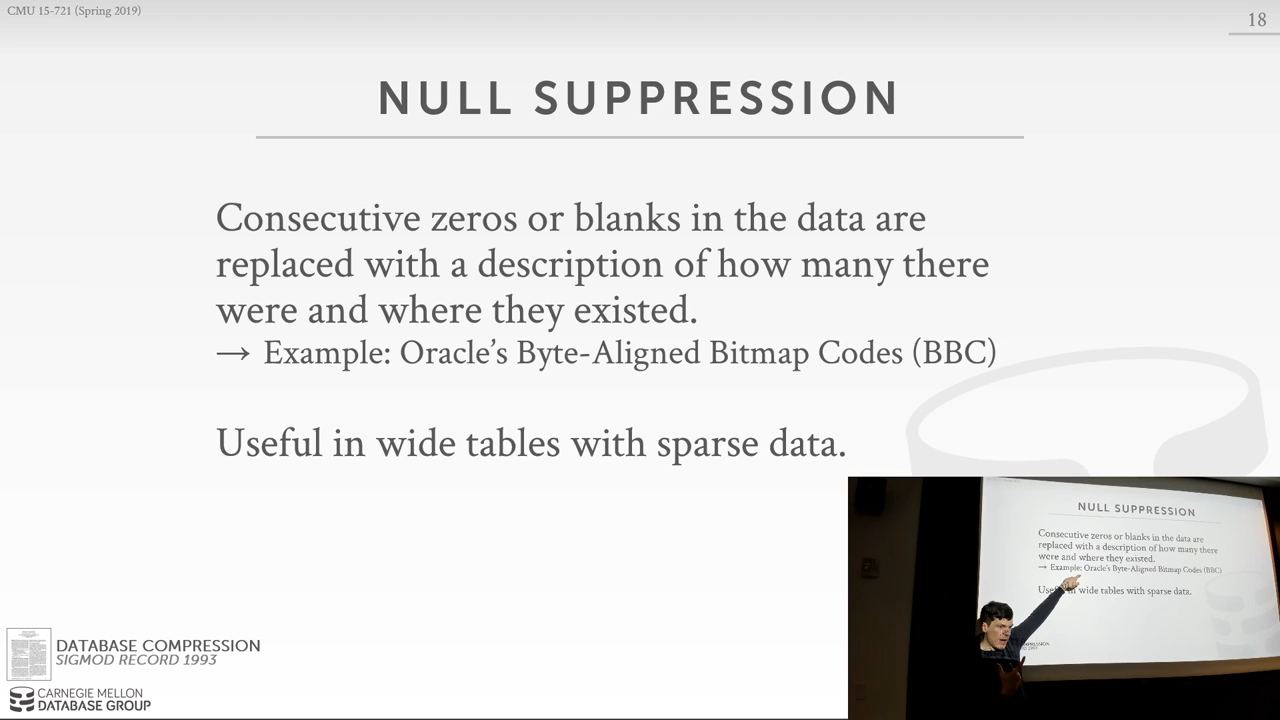 CMU 15-721 (Spring 2019)
18
NULL SUPPRESSION
Consecutive zeros or blanks in the data are
replaced with a description of how many there
were and where they existed.
→ Example: Oracle’s Byte-Aligned Bitmap Codes (BBC)
Useful in wide tables with sparse data.
DATABASE COMPRESSION
SIGMOD RECORD 1993
CARNEGIE MELLON
DATABASE GROUP
NULL SUPPRESSION
Consecutive zeros or blanks in the data are
replaced with a description of how many there
were and where they existed.
→ Example: Oracle's Byte-Aligned Bitmap Codes (BBC)
wide tables with sparse data.